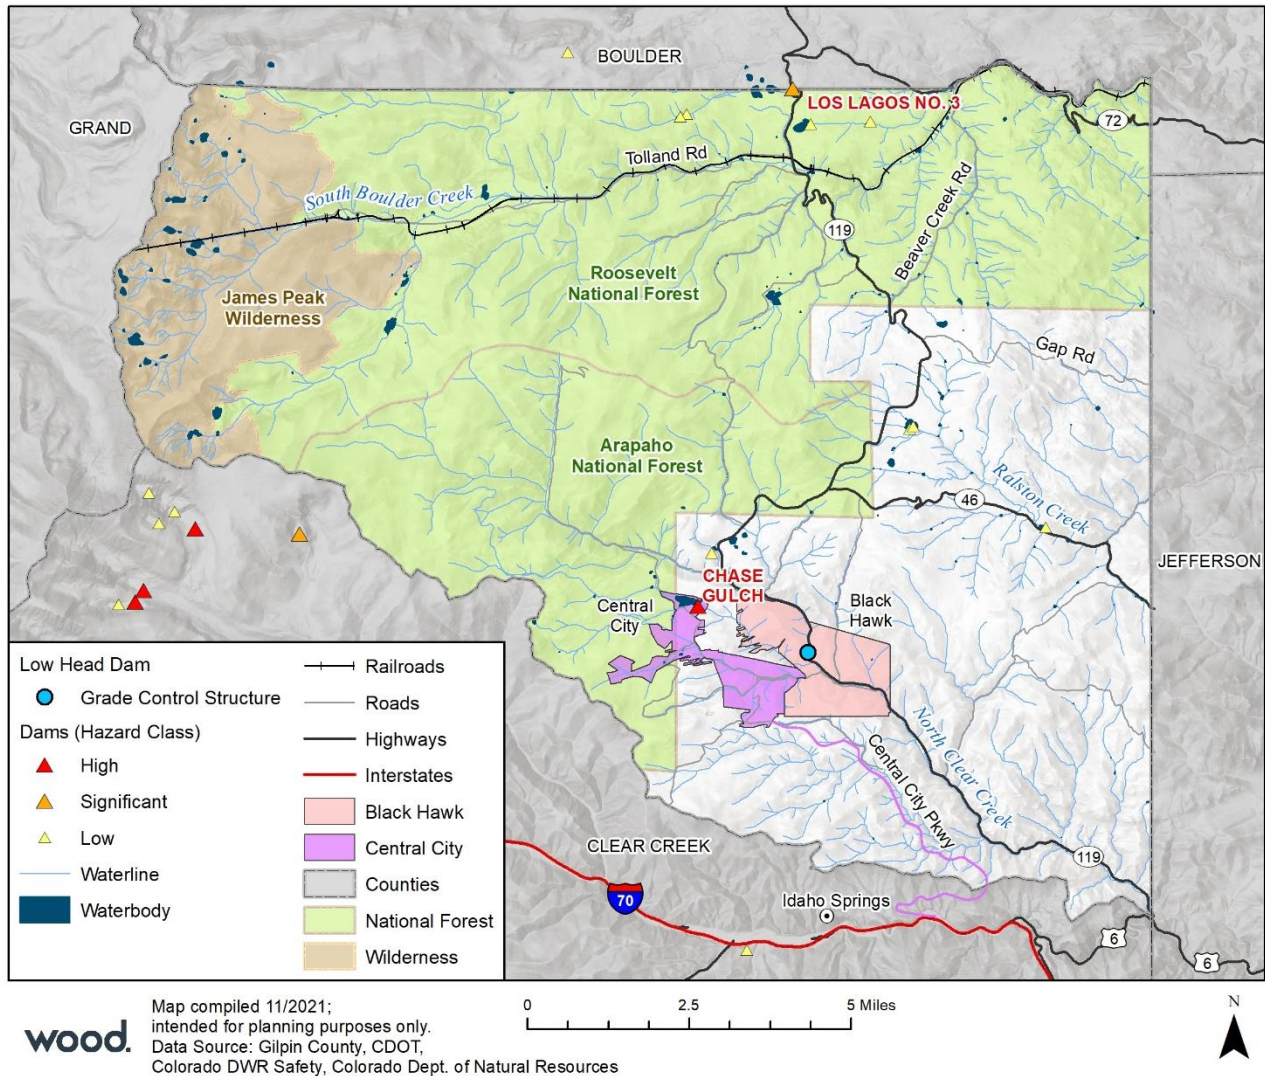 BOULDER
GRAND
LOS LAGOS NO. 3
72
Tolland Rd
South Boulder Creek
Beaver Creek Rd
119
Roosevelt
National Forest
James Peak
Wilderness
Gap Rd
Arapaho
National Forest
46
Ralston Creek
JEFFERSON
CHASE
GULCH
Central
City
Black
Hawk
North Clear Creek
Central City Pkwy
CLEAR CREEK
119
70
Idaho Springs
6
6
Low Head Dam
Grade Control Structure
Dams (Hazard Class)
High
Significant
Low
Waterline
Waterbody
Railroads
Roads
Highways
Interstates
Black Hawk
Central City
Counties
National Forest
Wilderness
wood.
Map compiled 11/2021;
intended for planning purposes only.
Data Source: Gilpin County, CDOT,
Colorado DWR Safety, Colorado Dept. of Natural Resources
0 2.5 5 Miles
N